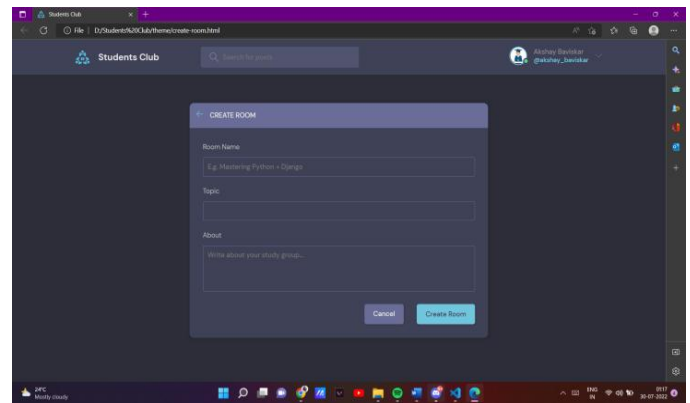 Students Club
File | D:/Students%20Club/theme/create-room.html
Students Club
Search for posts
Akshay Baviskar
@akshay_baviskar
CREATE ROOM
Room Name
E.g. Mastering Python + Django
Topic
About
Write about your study group...
Cancel
Create Room
24°C
Mostly cloudy
ENG
IN
01:17
30-07-2022